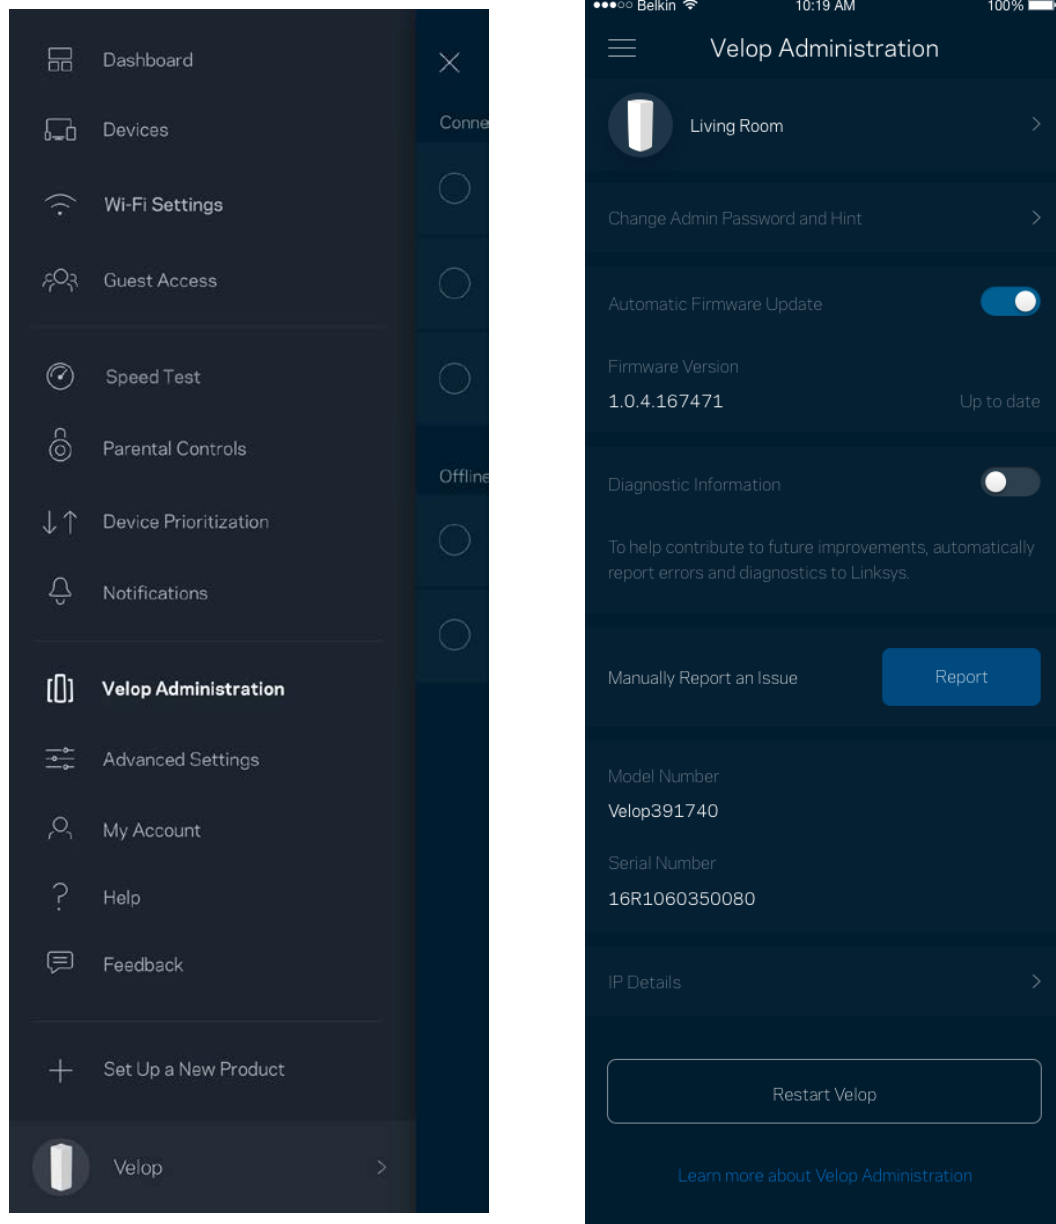 Dashboard
Devices
Wi-Fi Settings
Guest Access
Speed Test
Parental Controls
Device Prioritization
Notifications
Velop Administration
Advanced Settings
My Account
Help
Feedback
Set Up a New Product
Velop
Conne
Offline
Belkin 10:19 AM 100%
Velop Administration
Living Room
Change Admin Password and Hint
Automatic Firmware Update
Firmware Version
1.0.4.167471 Up to date
Diagnostic Information
To help contribute to future improvements, automatically
report errors and diagnostics to Linksys.
Manually Report an Issue Report
Model Number
Velop391740
Serial Number
16R1060350080
IP Details
Restart Velop
Learn more about Velop Administration